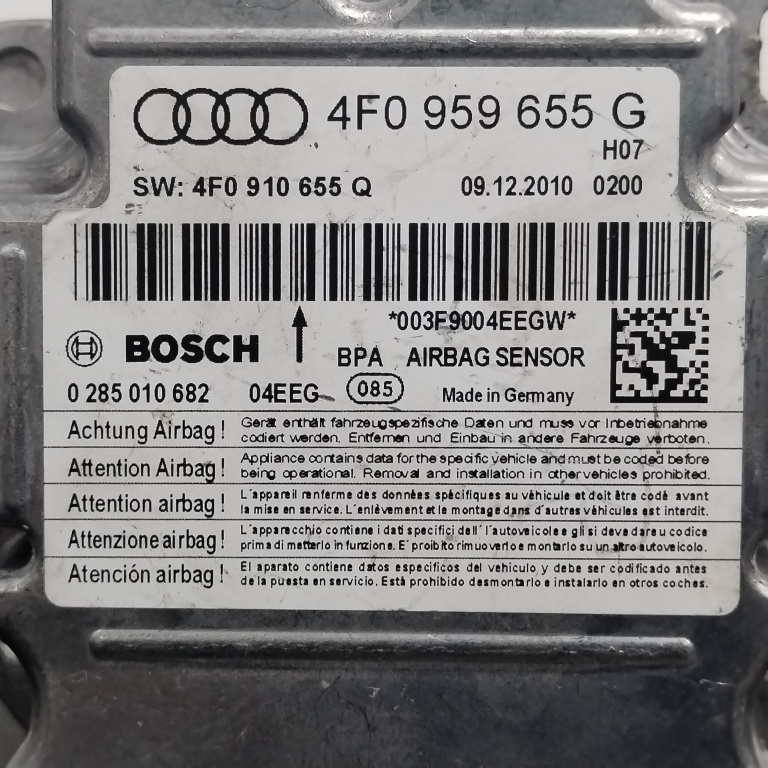 4F0 959 655 G
H07
SW: 4F0 910 655 Q 09.12.2010 0200
*003F9004EEGW*
BOSCH BPA AIRBAG SENSOR
0 285 010 682 04EEG 085 Made in Germany
Achtung Airbag! Gerät enthält fahrzeugspezifische Daten und muss vor Inbetriebnahme
codiert werden. Entfernen und Einbau in andere Fahrzeuge verboten.
Attention Airbag! Appliance contains data for the specific vehicle and must be coded before
being operational. Removal and installation in other vehicles prohibited.
Attention airbag! L'appareil renferme des données spécifiques au véhicule et doit être codé avant
la mise en service. L'enlèvement et le montage dans d'autres véhicules est interdit.
Attenzione airbag! L'apparecchio contiene i dati specifici dell'autoveicolo e gli si deve dare u codice
prima di metterlo in funzione. E' proibito rimuoverlo e montarlo su un altro autoveicolo.
Atención airbag! El aparato contiene datos específicos del vehículo y debe ser codificado antes
de la puesta en servicio. Está prohibido desmontarlo e instalarlo en otros coches.